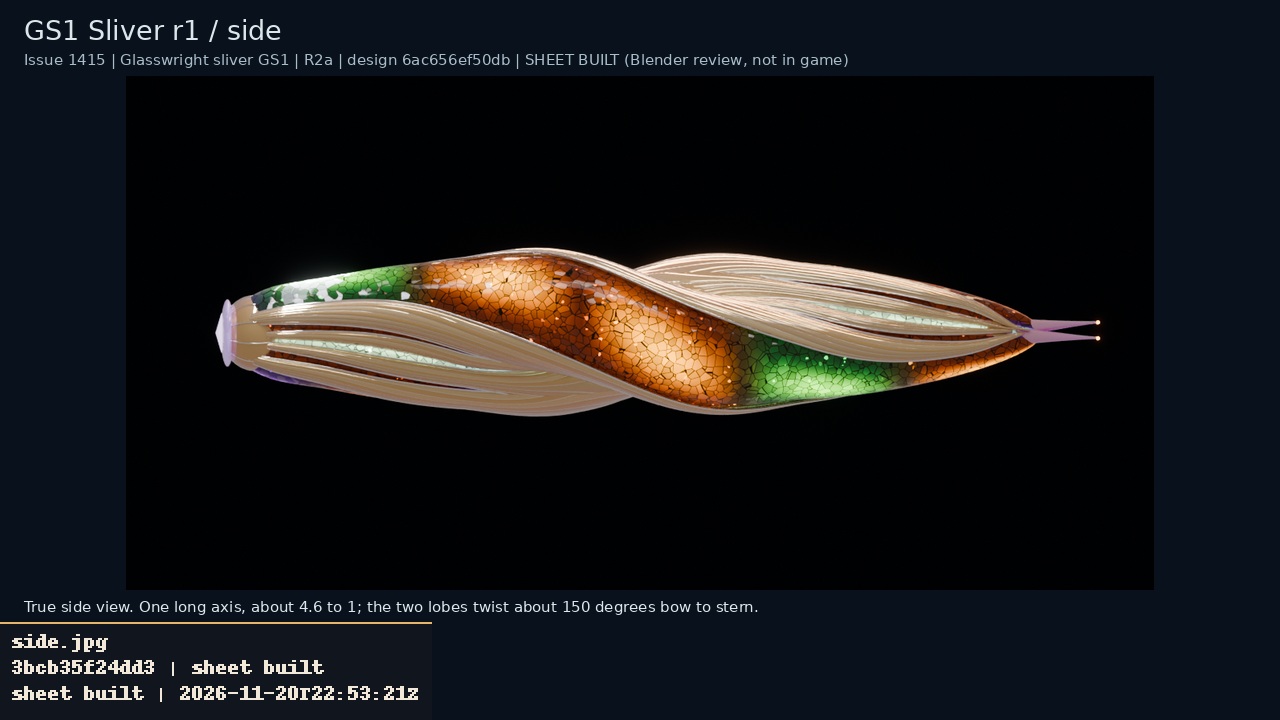 GS1 Sliver r1 / side
Issue 1415 | Glasswright sliver GS1 | R2a | design 6ac656ef50db | SHEET BUILT (Blender review, not in game)
True side view. One long axis, about 4.6 to 1; the two lobes twist about 150 degrees bow to stern.
side.jpg
3bcb35f24dd3 | sheet built
sheet built | 2026-11-20T22:53:21Z